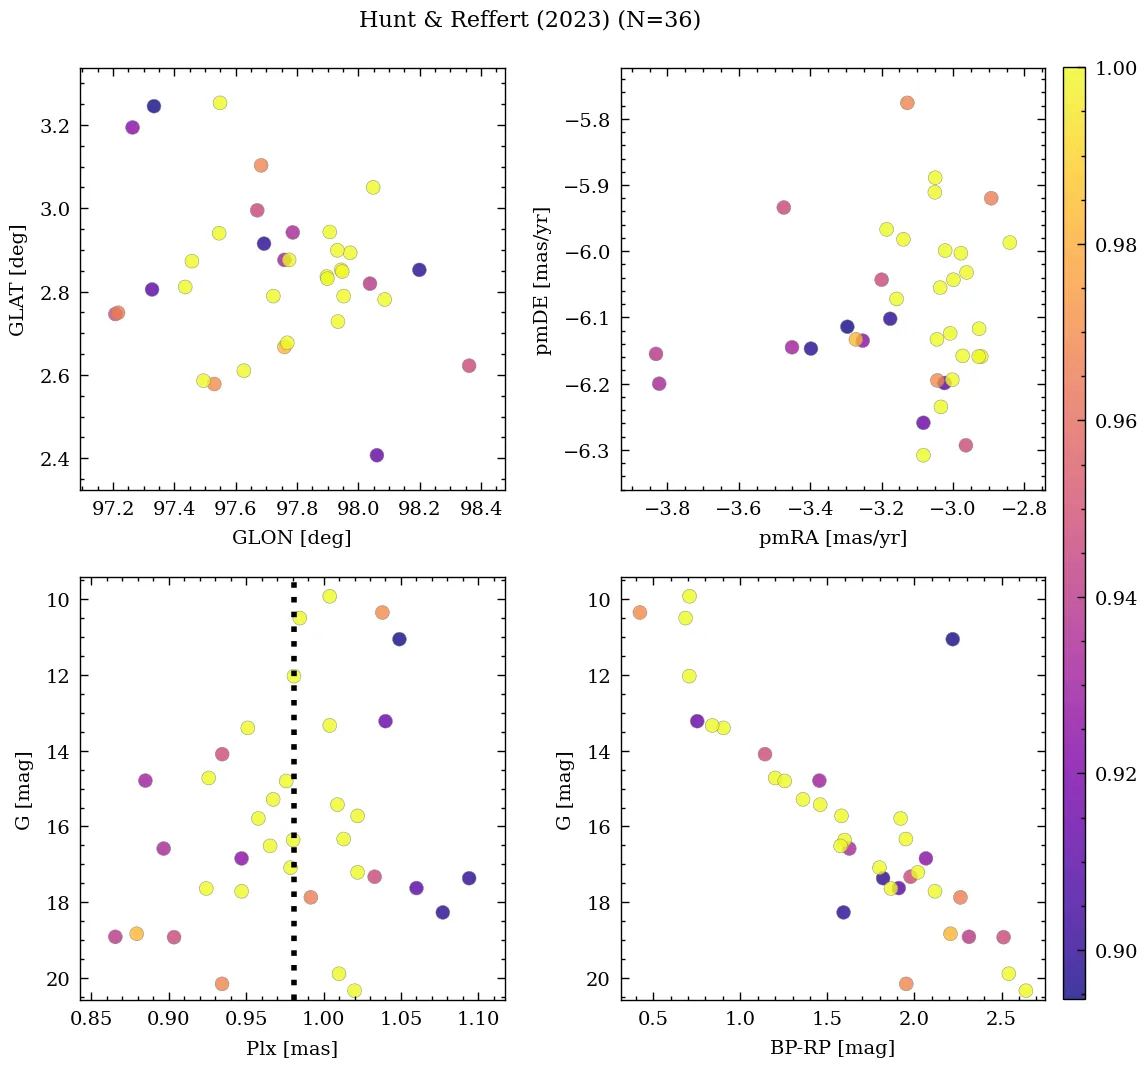 Hunt & Reffert (2023) (N=36)
GLAT [deg]
3.2
3.0
2.8
2.6
2.4
97.2 97.4 97.6 97.8 98.0 98.2 98.4
GLON [deg]
pmDE [mas/yr]
−5.8
−5.9
−6.0
−6.1
−6.2
−6.3
−3.8 −3.6 −3.4 −3.2 −3.0 −2.8
pmRA [mas/yr]
G [mag]
10
12
14
16
18
20
0.85 0.90 0.95 1.00 1.05 1.10
Plx [mas]
G [mag]
10
12
14
16
18
20
0.5 1.0 1.5 2.0 2.5
BP-RP [mag]
1.00
0.98
0.96
0.94
0.92
0.90